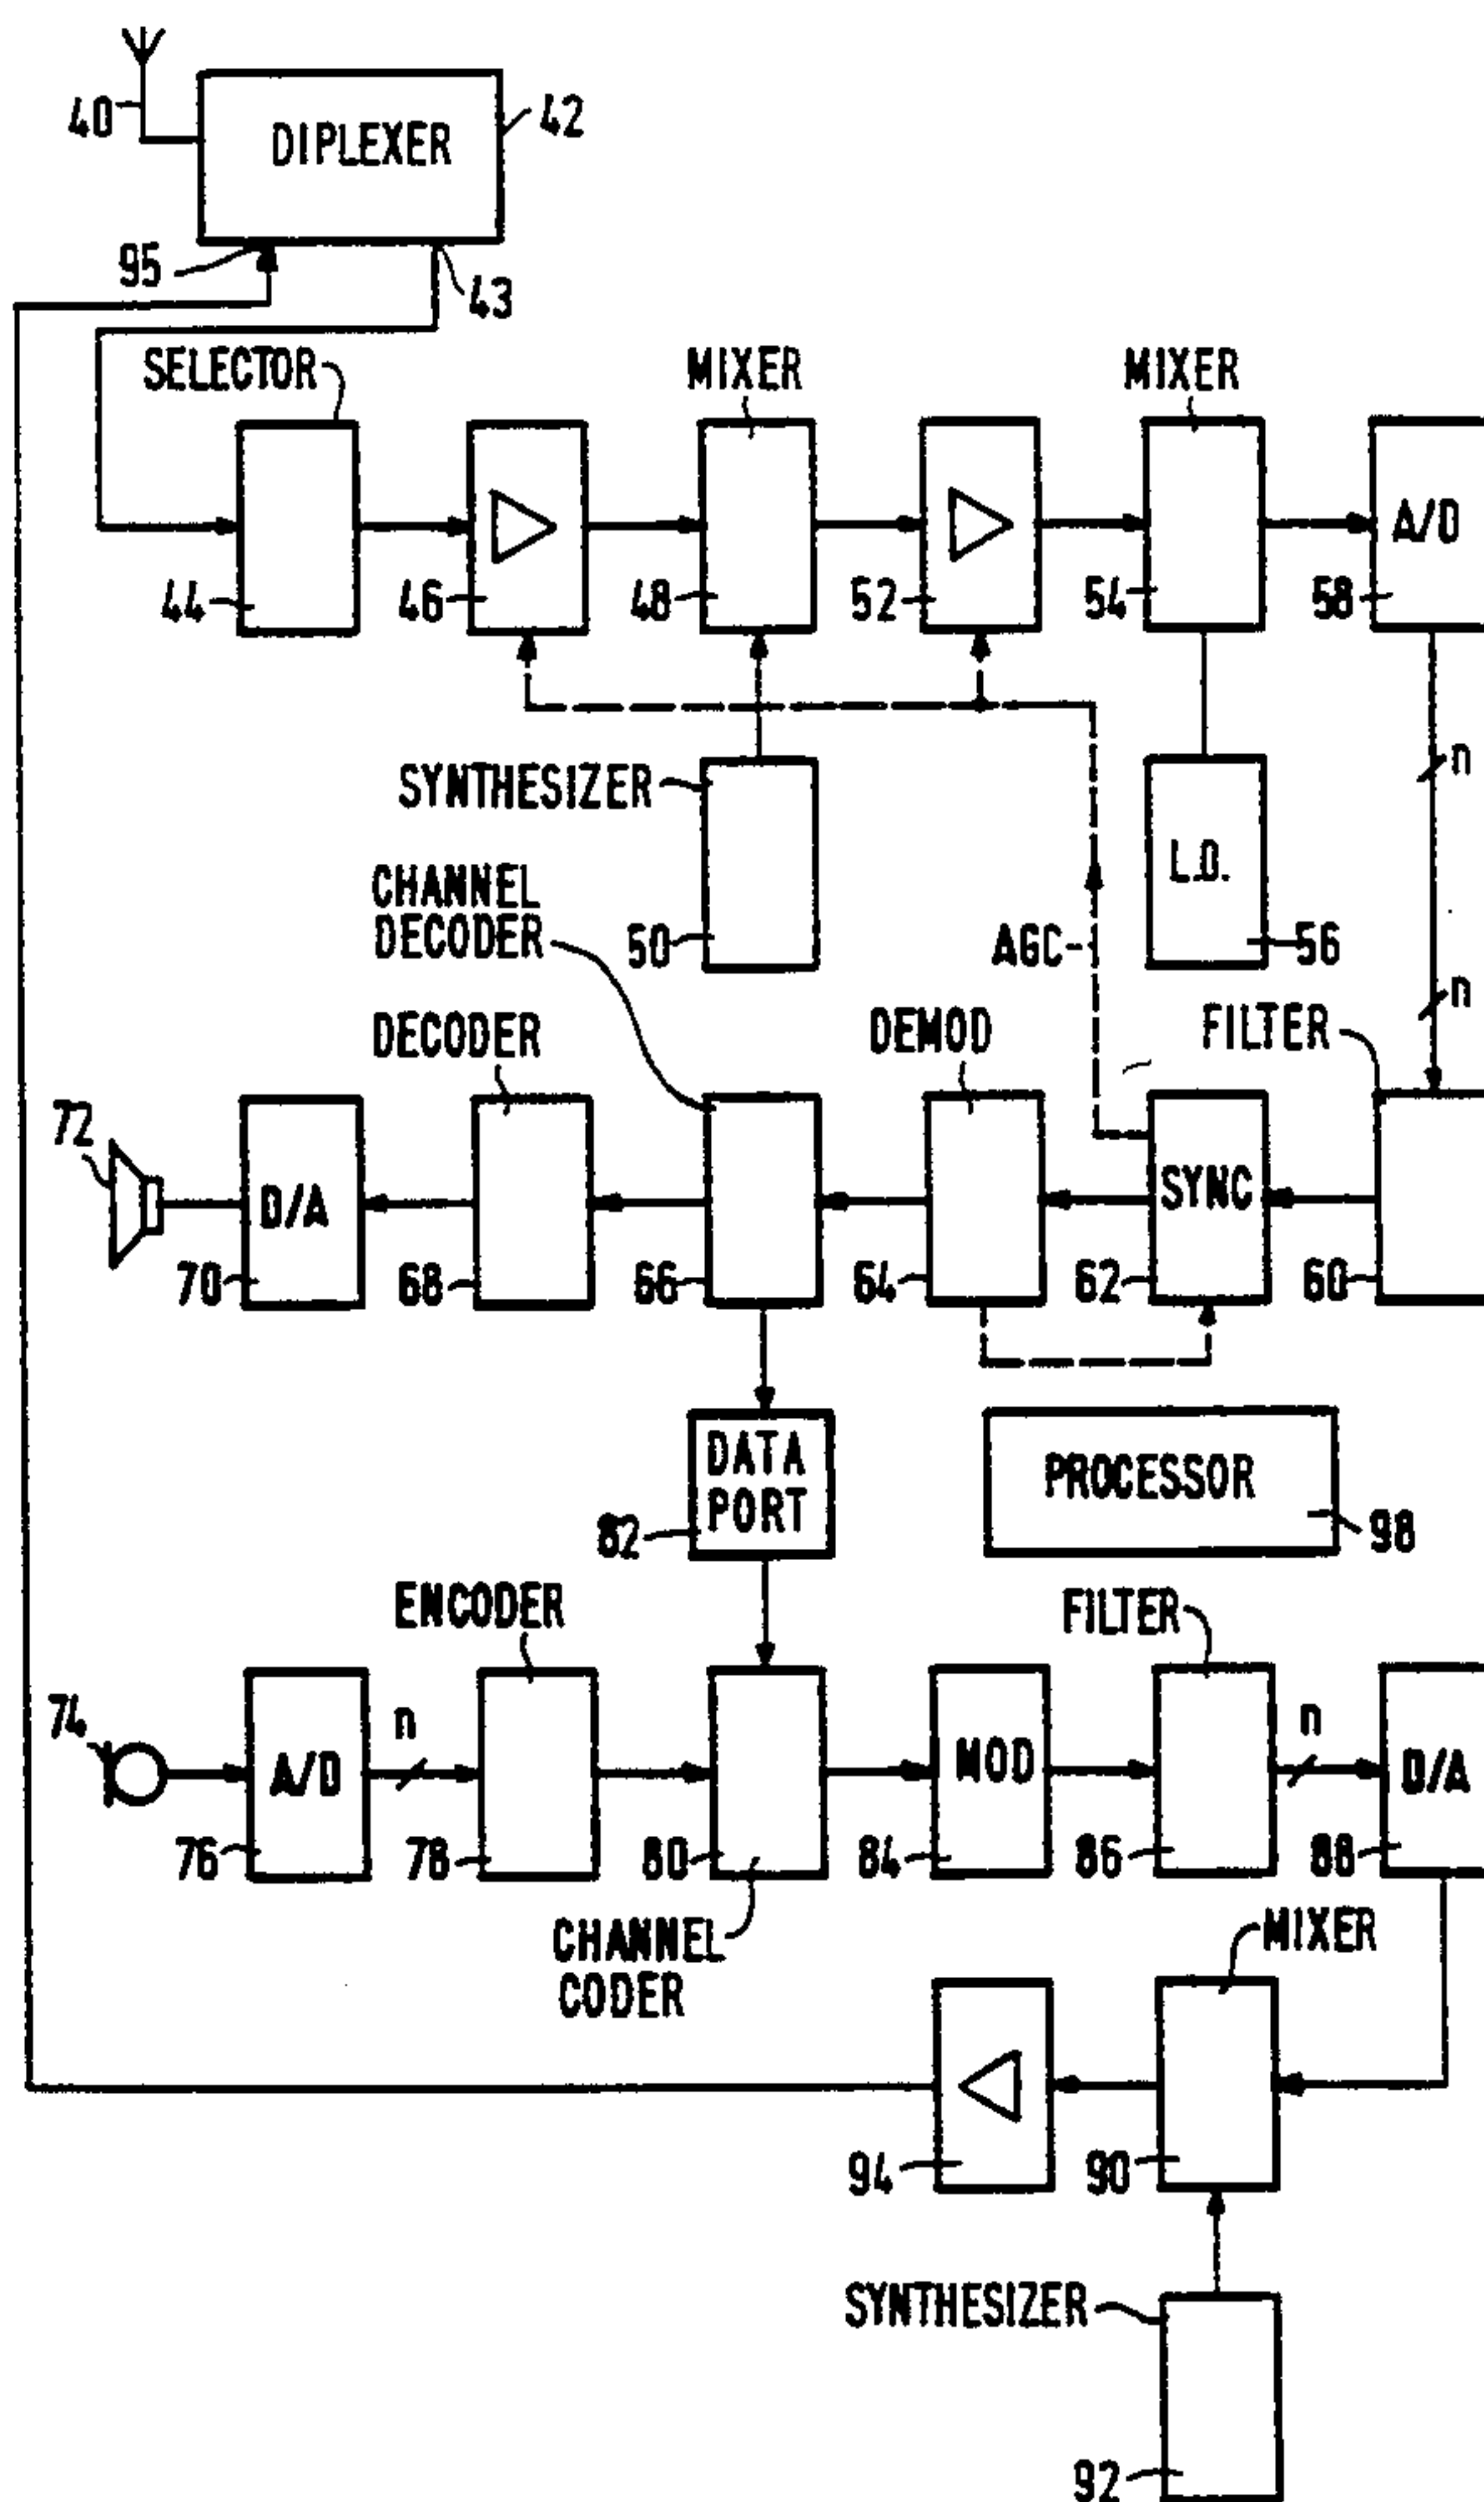 40
DIPLEXER
42
95
43
SELECTOR
MIXER
MIXER
A/D
44
46
48
52
54
58
n
SYNTHESIZER
L.O.
CHANNEL
DECODER
50
AGC
56
n
DECODER
DEMOD
FILTER
72
D/A
SYNC
70
68
66
64
62
60
DATA
PORT
PROCESSOR
82
98
ENCODER
FILTER
74
n
n
A/D
MOD
D/A
76
78
80
84
86
88
CHANNEL
CODER
MIXER
94
90
SYNTHESIZER
92